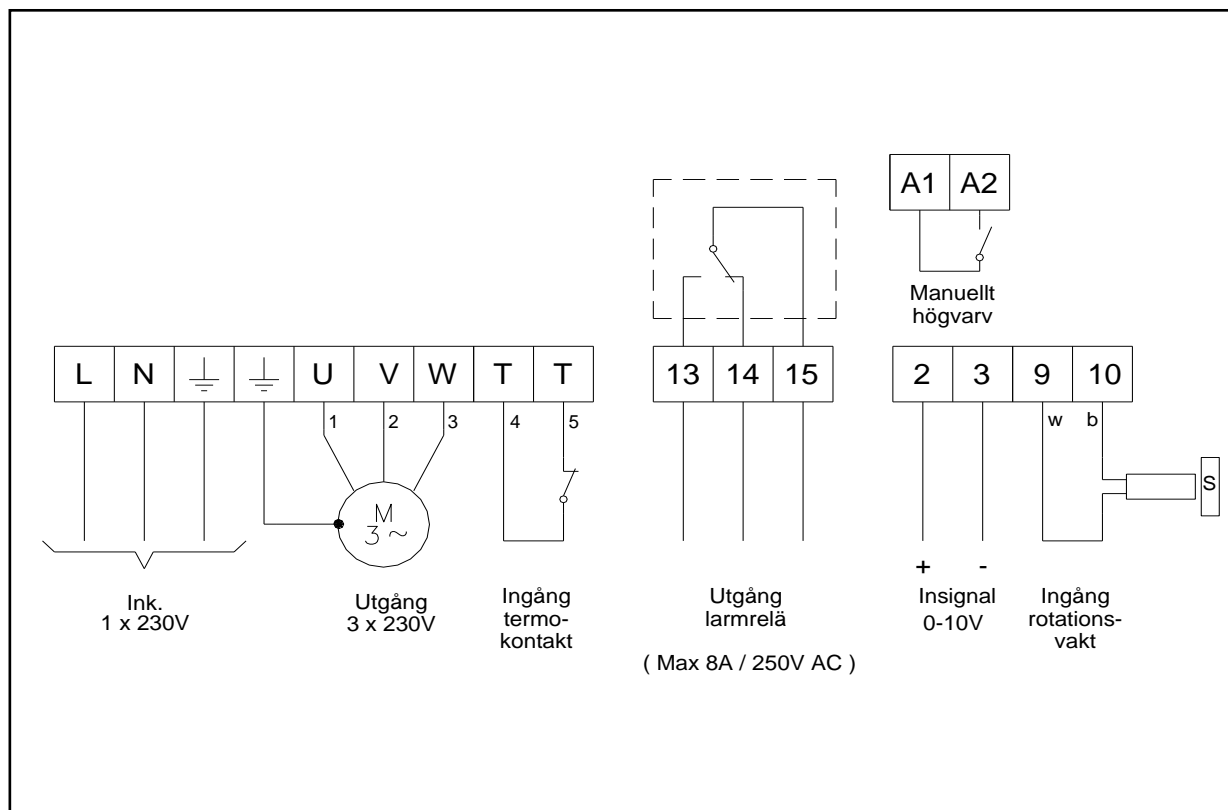 A1 A2
Manuellt
högvarv
L N U V W T T
13 14 15
2 3 9 10
1 2 3 4 5
w b
S
M
3 ~
+ -
Ink.
1 x 230V
Utgång
3 x 230V
Ingång
termo-
kontakt
Utgång
larmrelä
( Max 8A / 250V AC )
Insignal
0-10V
Ingång
rotations-
vakt